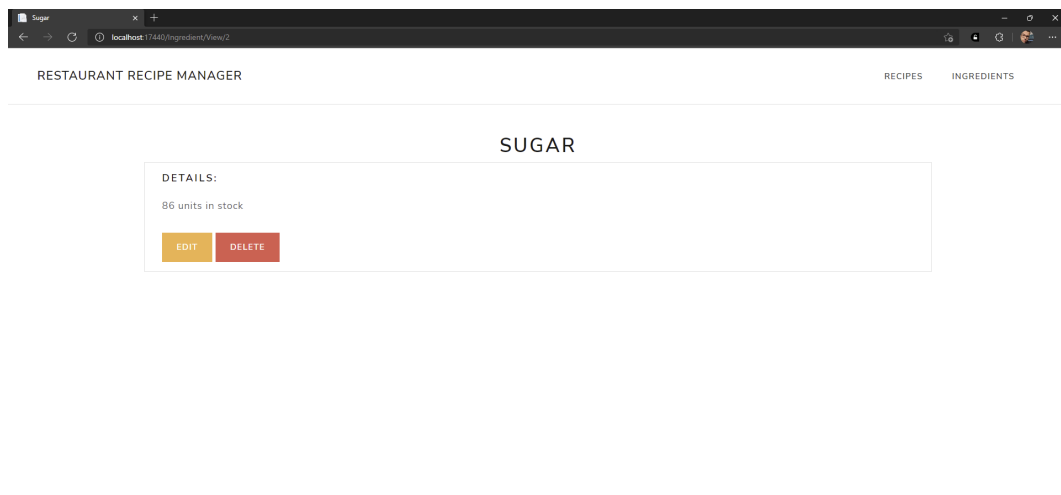 Sugar
localhost:17440/Ingredient/View/2
RESTAURANT RECIPE MANAGER
RECIPES INGREDIENTS
SUGAR
DETAILS:
86 units in stock
EDIT DELETE